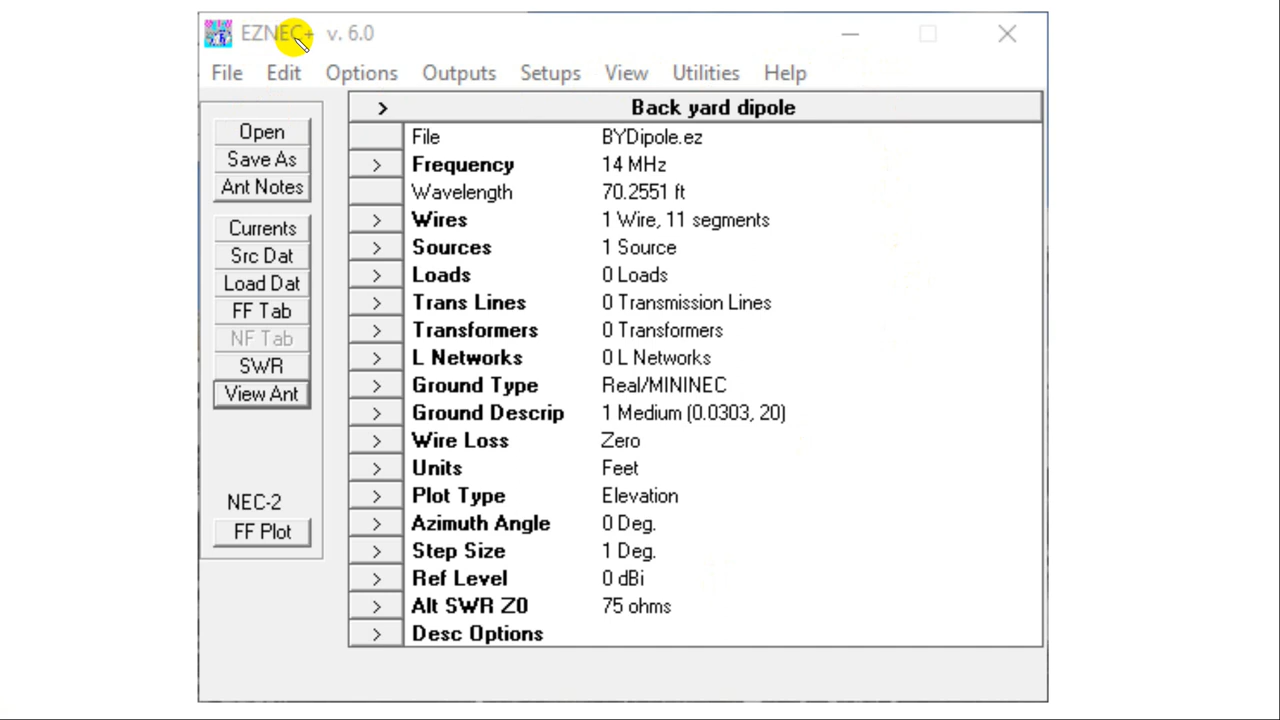 EZNEC+ v. 6.0
File Edit Options Outputs Setups View Utilities Help
> Back yard dipole
Open
Save As
Ant Notes
Currents
Src Dat
Load Dat
FF Tab
NF Tab
SWR
View Ant
NEC-2
FF Plot
File BYDipole.ez
> Frequency 14 MHz
Wavelength 70.2551 ft
> Wires 1 Wire, 11 segments
> Sources 1 Source
> Loads 0 Loads
> Trans Lines 0 Transmission Lines
> Transformers 0 Transformers
> L Networks 0 L Networks
> Ground Type Real/MININEC
> Ground Descrip 1 Medium (0.0303, 20)
> Wire Loss Zero
> Units Feet
> Plot Type Elevation
> Azimuth Angle 0 Deg.
> Step Size 1 Deg.
> Ref Level 0 dBi
> Alt SWR Z0 75 ohms
> Desc Options